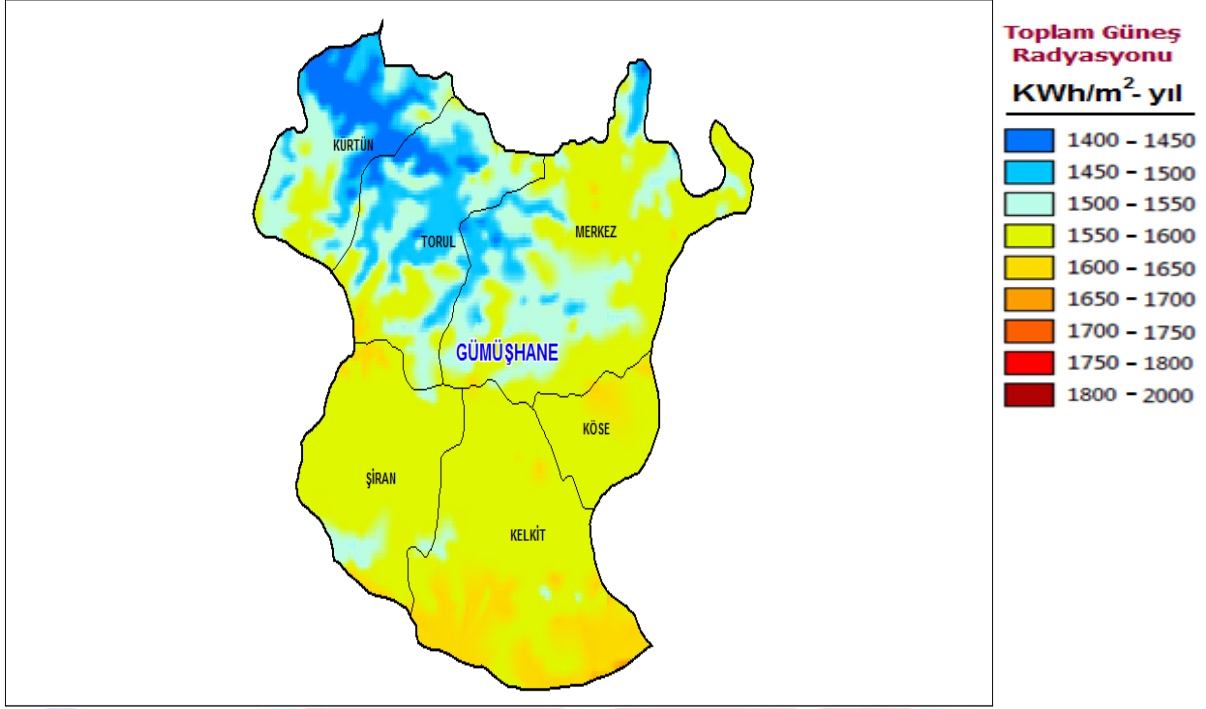 Toplam Güneş
Radyasyonu
KWh/m²- yıl
1400 - 1450
1450 - 1500
1500 - 1550
1550 - 1600
1600 - 1650
1650 - 1700
1700 - 1750
1750 - 1800
1800 - 2000
KÜRTÜN
TORUL
MERKEZ
GÜMÜŞHANE
KÖSE
ŞİRAN
KELKİT